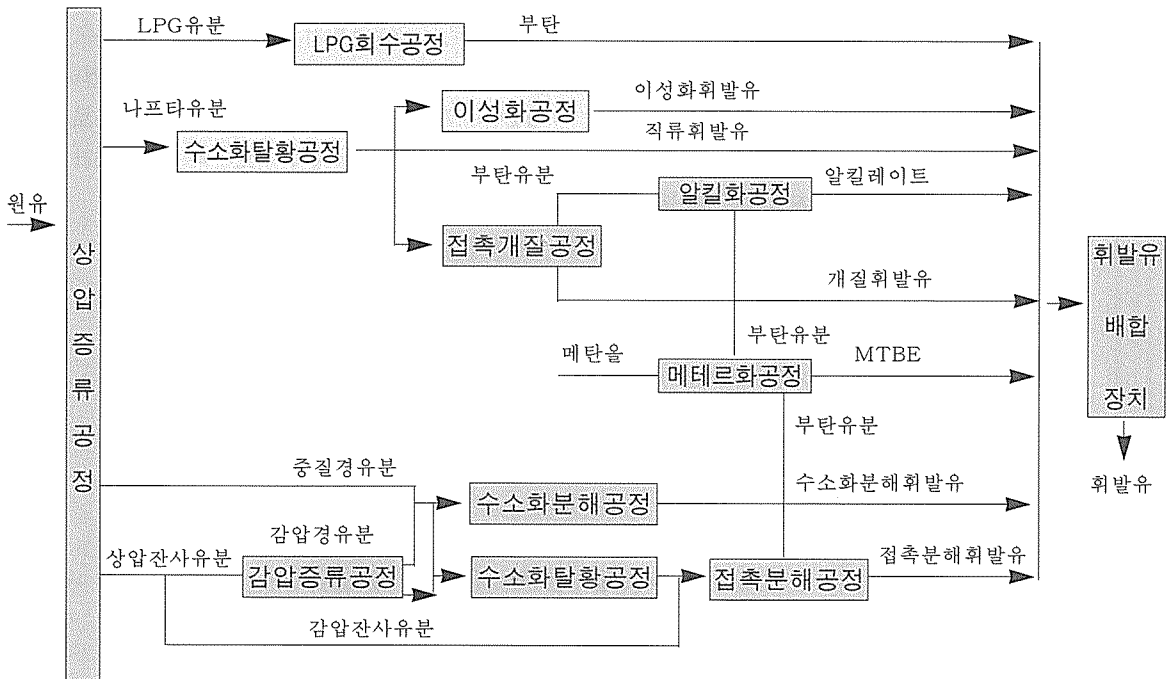 LPG유분
부탄
LPG회수공정
이성화휘발유
나프타유분
이성화공정
직류휘발유
수소화탈황공정
부탄유분
알킬레이트
알킬화공정
원유
접촉개질공정
개질휘발유
상압증류공정
휘발유
배합
장치
부탄유분
메탄올
MTBE
메테르화공정
부탄유분
중질경유분
수소화분해휘발유
휘발유
수소화분해공정
감압경유분
상압잔사유분
접촉분해휘발유
감압증류공정
수소화탈황공정
접촉분해공정
감압잔사유분